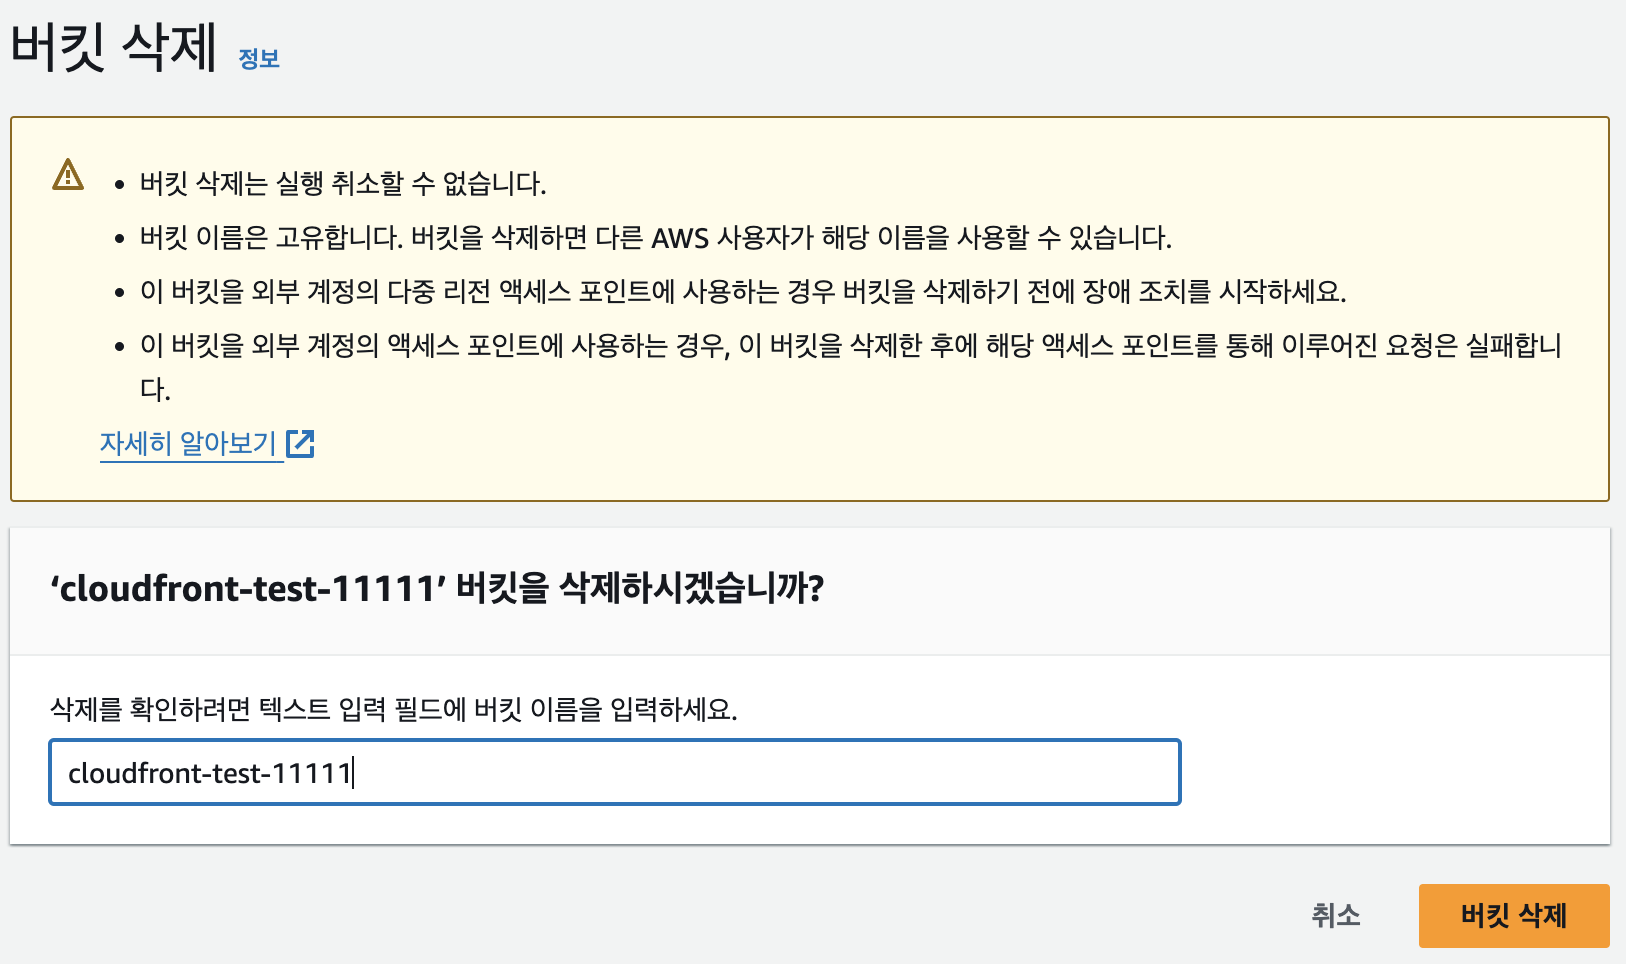 버킷 삭제 정보
버킷 삭제는 실행 취소할 수 없습니다.
버킷 이름은 고유합니다. 버킷을 삭제하면 다른 AWS 사용자가 해당 이름을 사용할 수 있습니다.
이 버킷을 외부 계정의 다중 리전 액세스 포인트에 사용하는 경우 버킷을 삭제하기 전에 장애 조치를 시작하세요.
이 버킷을 외부 계정의 액세스 포인트에 사용하는 경우, 이 버킷을 삭제한 후에 해당 액세스 포인트를 통해 이루어진 요청은 실패합니
다.
자세히 알아보기
‘cloudfront-test-11111’ 버킷을 삭제하시겠습니까?
삭제를 확인하려면 텍스트 입력 필드에 버킷 이름을 입력하세요.
cloudfront-test-11111
취소 버킷 삭제